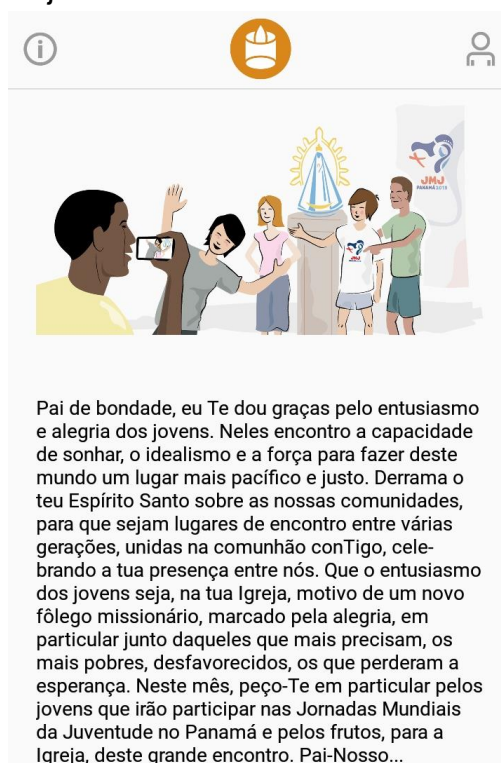 JMJ
PANAMÁ 2019
Pai de bondade, eu Te dou graças pelo entusiasmo
e alegria dos jovens. Neles encontro a capacidade
de sonhar, o idealismo e a força para fazer deste
mundo um lugar mais pacífico e justo. Derrama o
teu Espírito Santo sobre as nossas comunidades,
para que sejam lugares de encontro entre várias
gerações, unidas na comunhão conTigo, cele-
brando a tua presença entre nós. Que o entusiasmo
dos jovens seja, na tua Igreja, motivo de um novo
fôlego missionário, marcado pela alegria, em
particular junto daqueles que mais precisam, os
mais pobres, desfavorecidos, os que perderam a
esperança. Neste mês, peço-Te em particular pelos
jovens que irão participar nas Jornadas Mundiais
da Juventude no Panamá e pelos frutos, para a
Igreja, deste grande encontro. Pai-Nosso...